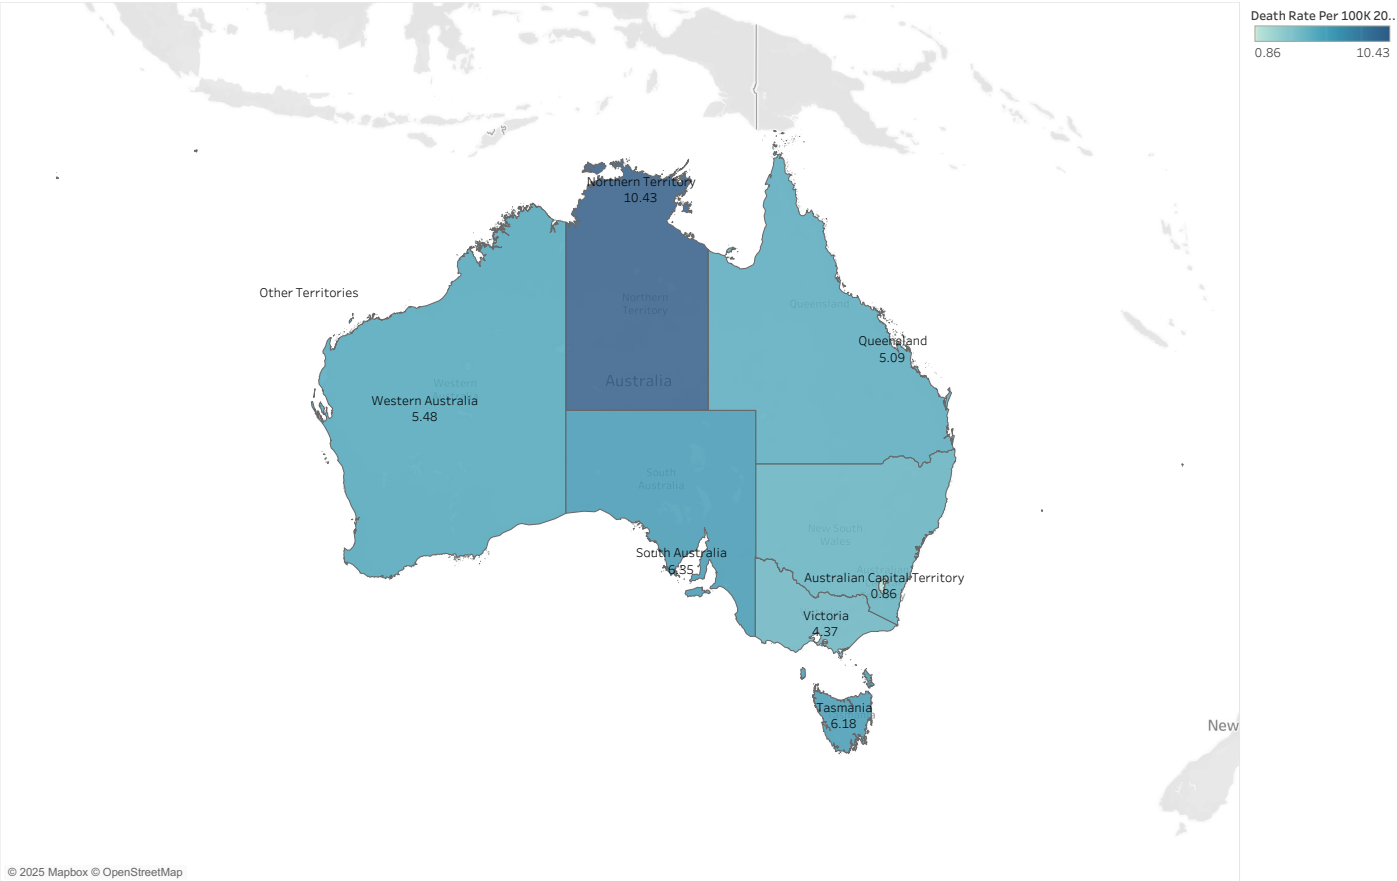 Death Rate Per 100K 20..
0.86 10.43
Northern Territory
10.43
Northern
Territory
Other Territories
Queensland
Queensland
5.09
Australia
Western
Western Australia
5.48
South
Australia
New South
Wales
South Australia
6.35
Australian
Australian Capital Territory
0.86
Victoria
4.37
Tasmania
6.18
New
© 2025 Mapbox © OpenStreetMap